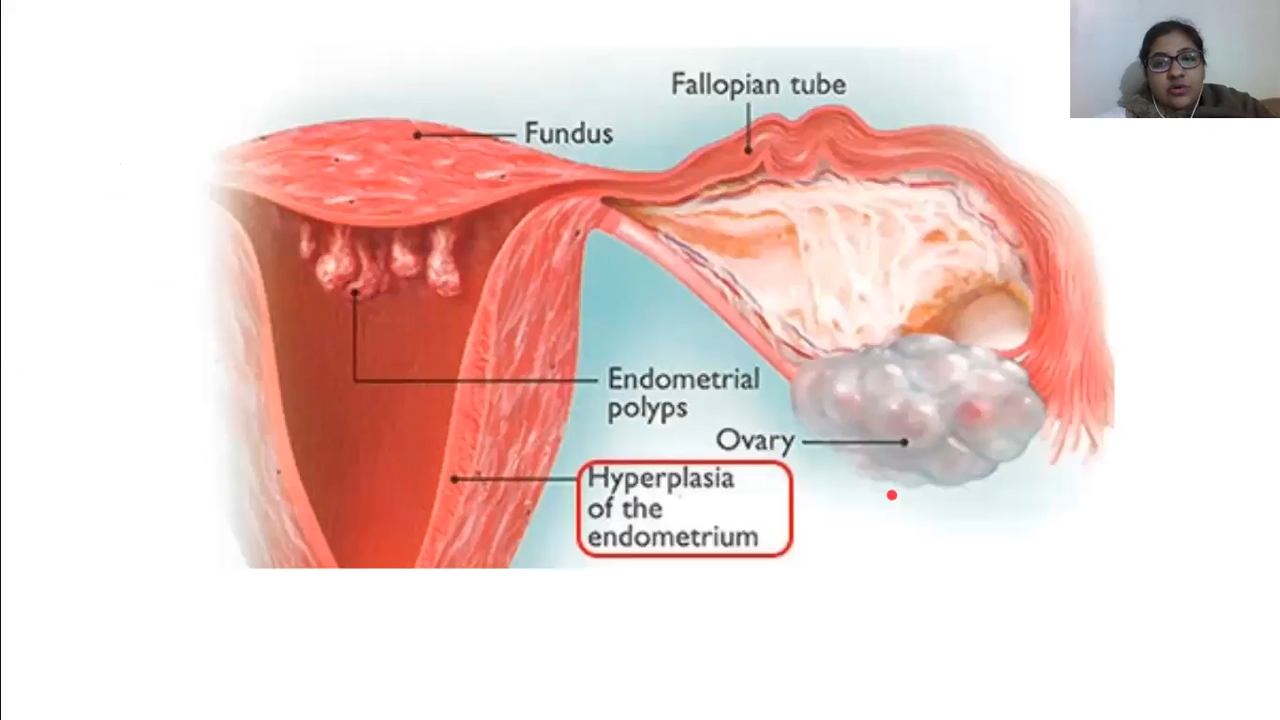 Fallopian tube
Fundus
Endometrial
polyps
Ovary
Hyperplasia
of the
endometrium